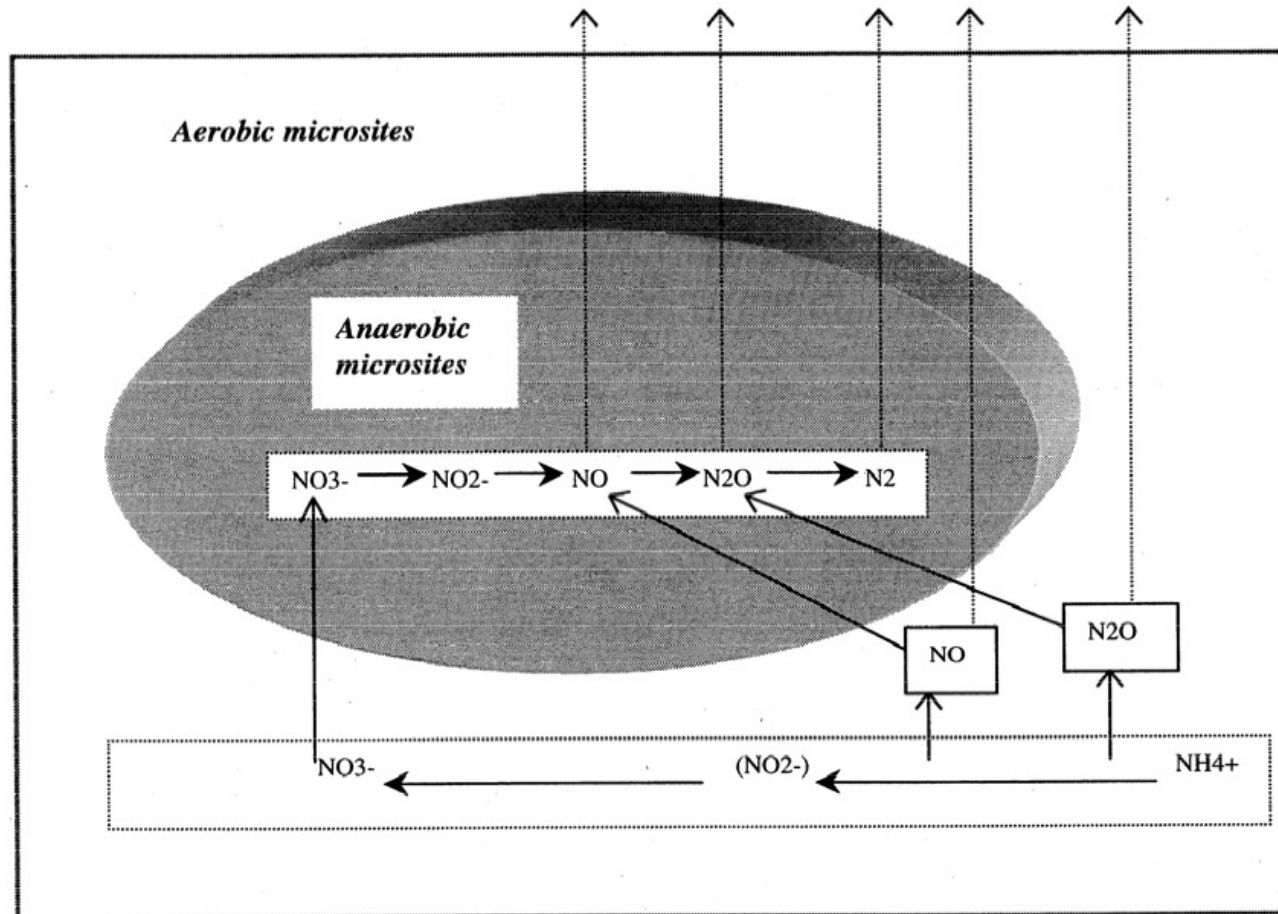 Aerobic microsites
Anaerobic
microsites
NO3- NO2- NO N2O N2
N2O
NO
NO3- (NO2-) NH4+